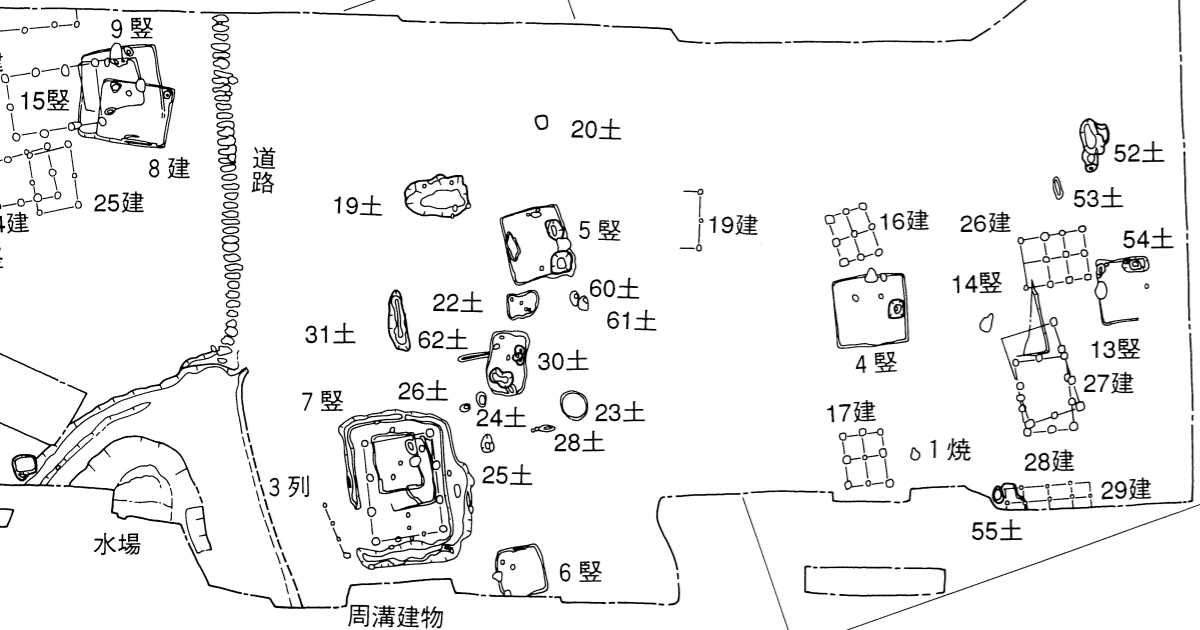 9竪
15竪
8建
25建
道路
20土
19土
5竪
19建
16建
26建
52土
53土
54土
14竪
60土
61土
22土
31土
62土
30土
4竪
13竪
27建
26土
7竪
24土
23土
28土
25土
17建
1焼
28建
29建
55土
3列
水場
6竪
周溝建物